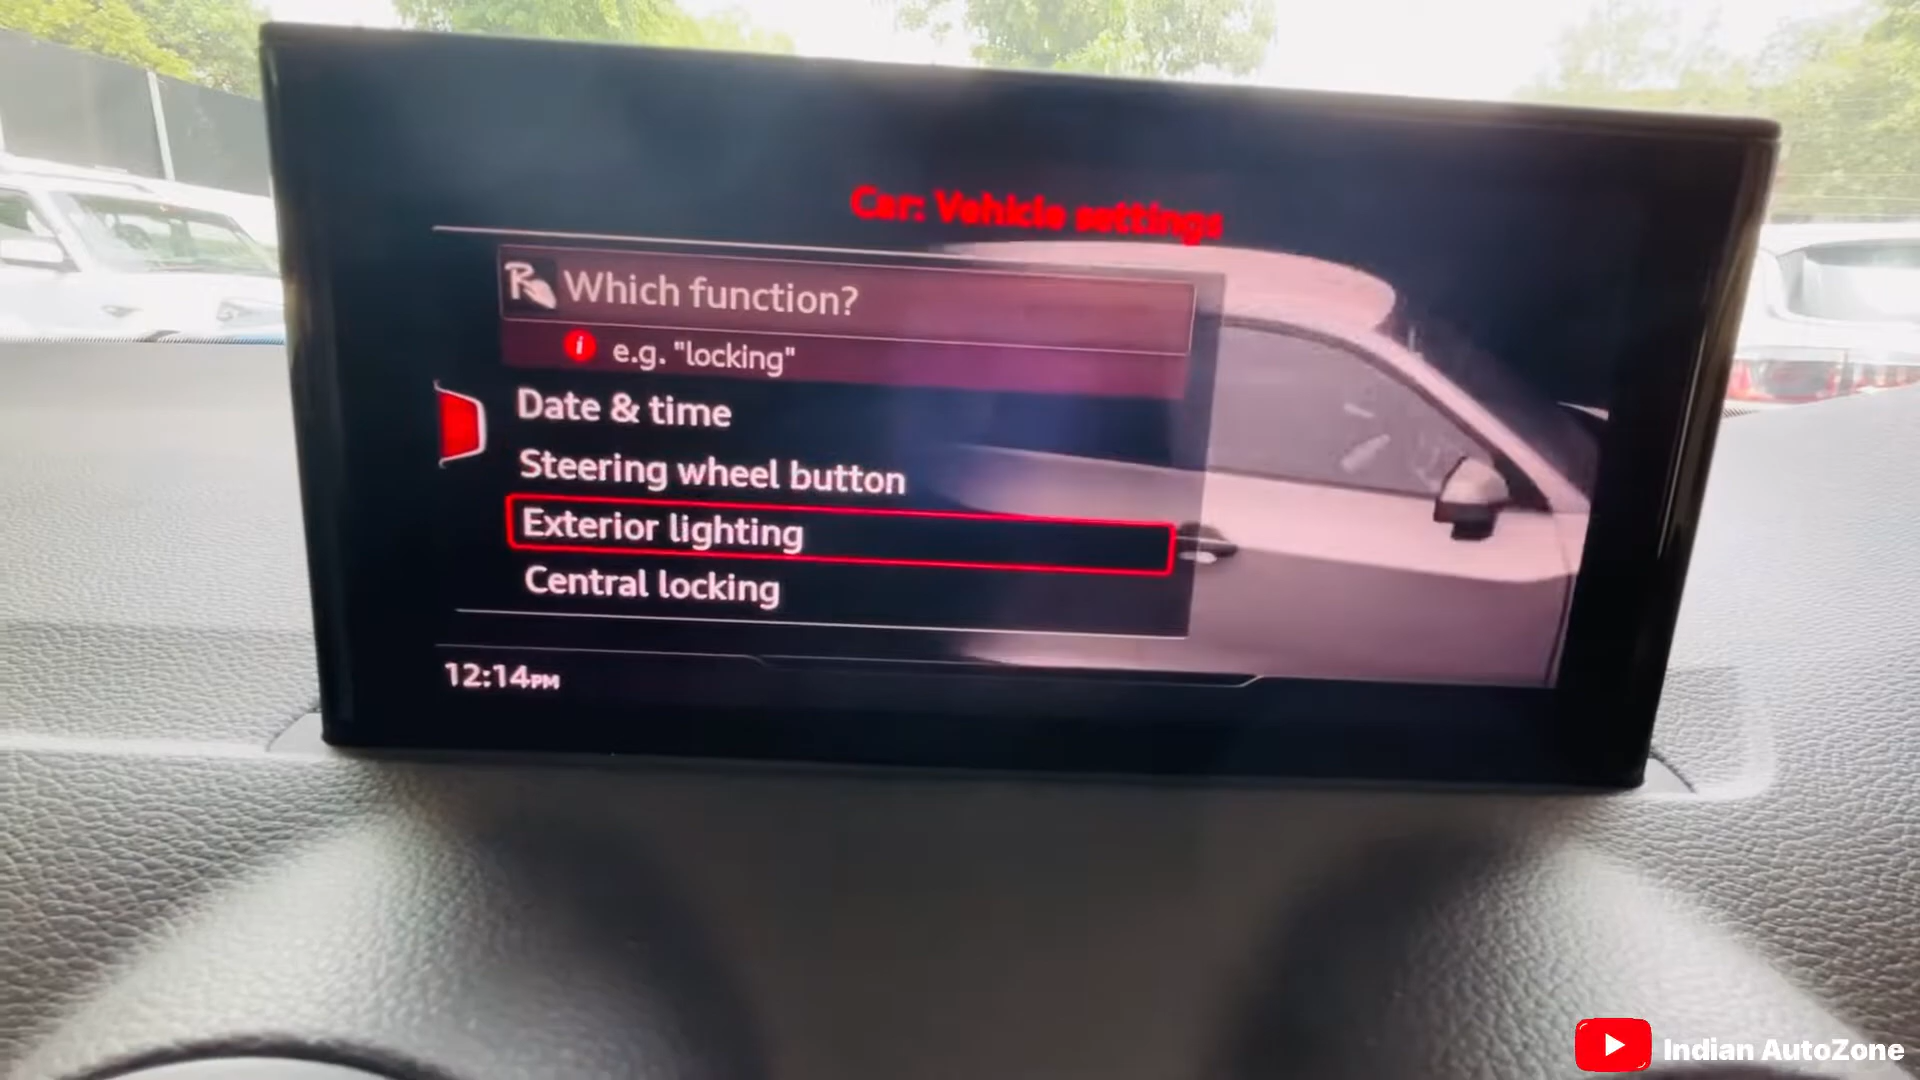 Car: Vehicle settings
Which function?
i e.g. "locking"
Date & time
Steering wheel button
Exterior lighting
Central locking
12:14PM
Indian AutoZone